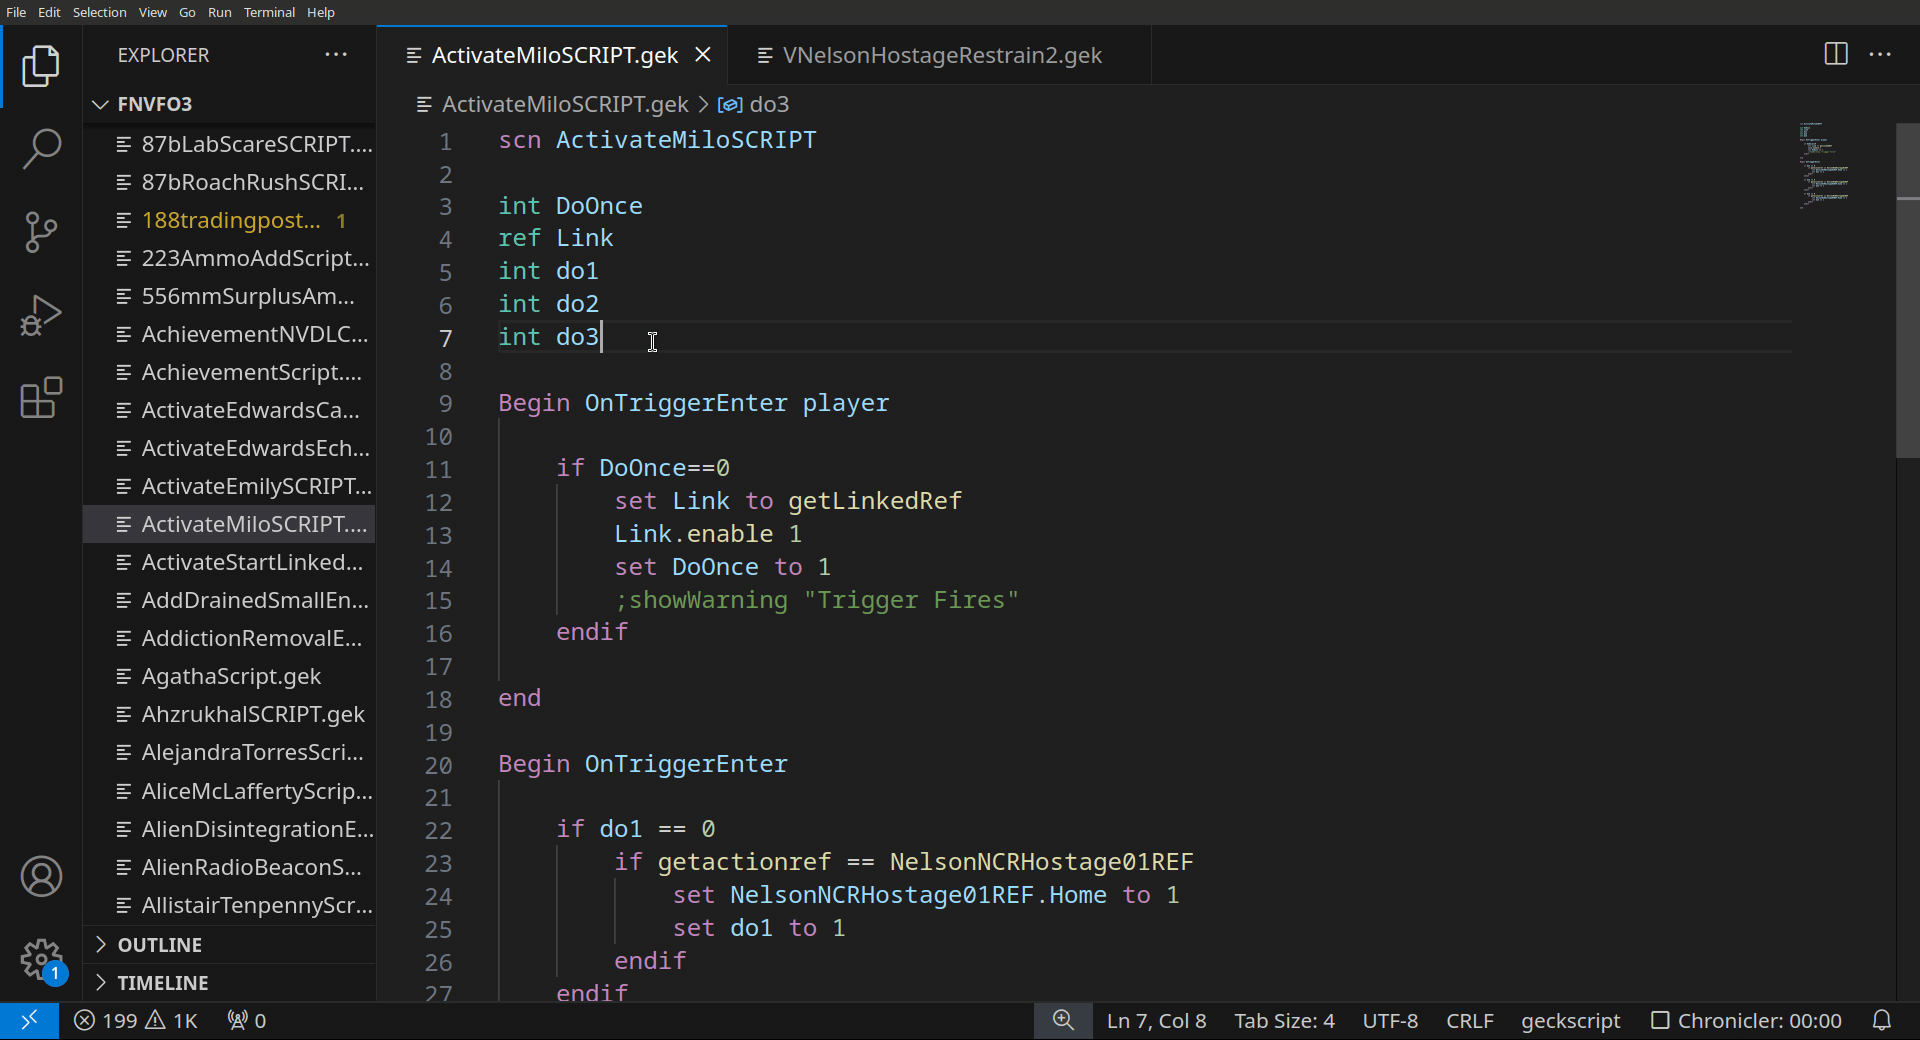 File Edit Selection View Go Run Terminal Help
EXPLORER
FNVFO3
87bLabScareSCRIPT....
87bRoachRushSCRI...
188tradingpost... 1
223AmmoAddScript...
556mmSurplusAm...
AchievementNVDLC...
AchievementScript....
ActivateEdwardsCa...
ActivateEdwardsEch...
ActivateEmilySCRIPT...
ActivateMiloSCRIPT....
ActivateStartLinked...
AddDrainedSmallEn...
AddictionRemovalE...
AgathaScript.gek
AhzrukhalSCRIPT.gek
AlejandraTorresScri...
AliceMcLaffertyScrip...
AlienDisintegrationE...
AlienRadioBeaconS...
AllistairTenpennyScr...
OUTLINE
TIMELINE
ActivateMiloSCRIPT.gek
VNelsonHostageRestrain2.gek
ActivateMiloSCRIPT.gek > do3
1 scn ActivateMiloSCRIPT
2
3 int DoOnce
4 ref Link
5 int do1
6 int do2
7 int do3
8
9 Begin OnTriggerEnter player
10
11 if DoOnce==0
12 set Link to getLinkedRef
13 Link.enable 1
14 set DoOnce to 1
15 ;showWarning "Trigger Fires"
16 endif
17
18 end
19
20 Begin OnTriggerEnter
21
22 if do1 == 0
23 if getactionref == NelsonNCRHostage01REF
24 set NelsonNCRHostage01REF.Home to 1
25 set do1 to 1
26 endif
27 endif
1
199 1K 0
Ln 7, Col 8 Tab Size: 4 UTF-8 CRLF geckscript Chronicler: 00:00